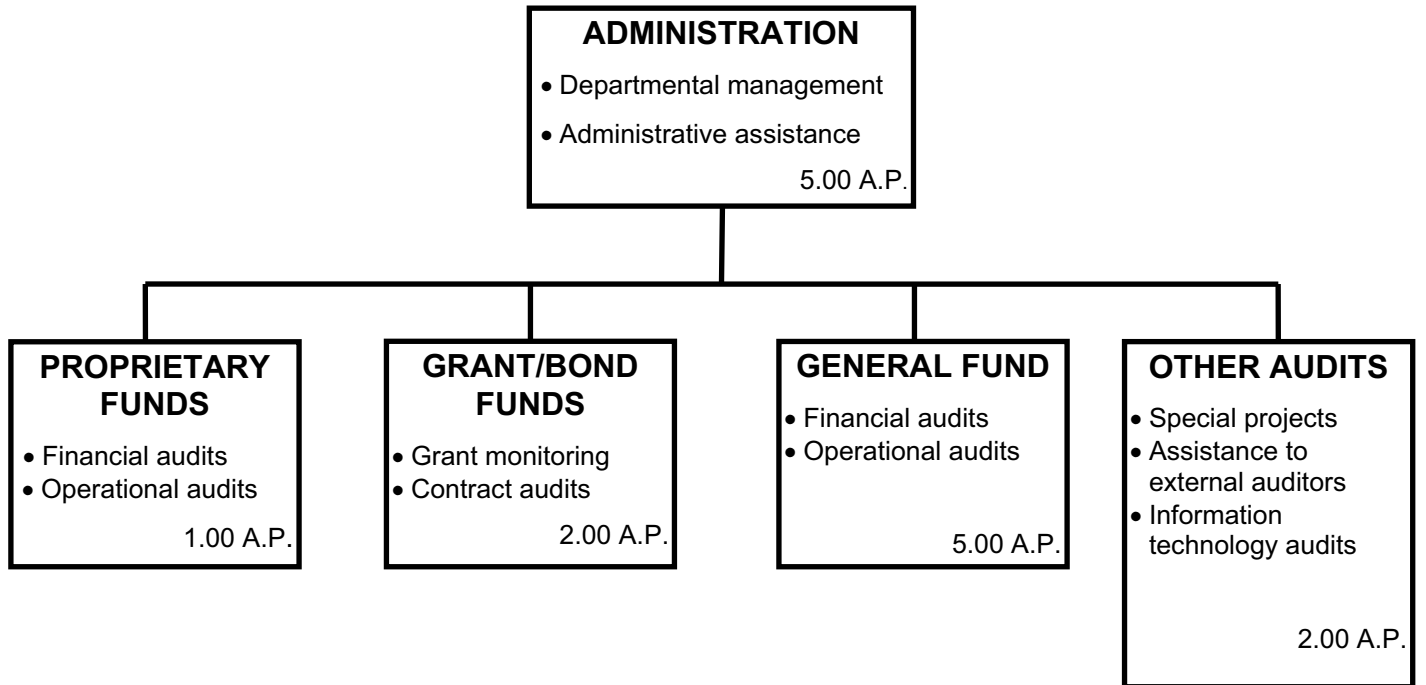 ADMINISTRATION
• Departmental management
• Administrative assistance
5.00 A.P.
PROPRIETARY
FUNDS
• Financial audits
• Operational audits
1.00 A.P.
GRANT/BOND
FUNDS
• Grant monitoring
• Contract audits
2.00 A.P.
GENERAL FUND
• Financial audits
• Operational audits
5.00 A.P.
OTHER AUDITS
• Special projects
• Assistance to
external auditors
• Information
technology audits
2.00 A.P.